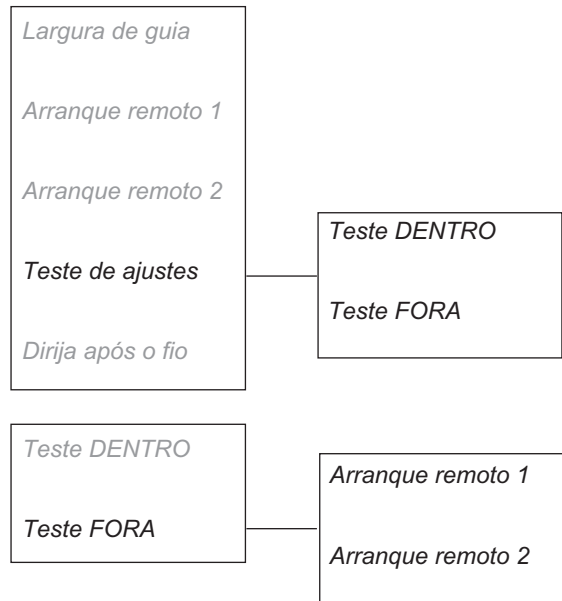 Largura de guia
Arranque remoto 1
Arranque remoto 2
Teste de ajustes
Dirija após o fio
Teste DENTRO
Teste FORA
Teste DENTRO
Teste FORA
Arranque remoto 1
Arranque remoto 2